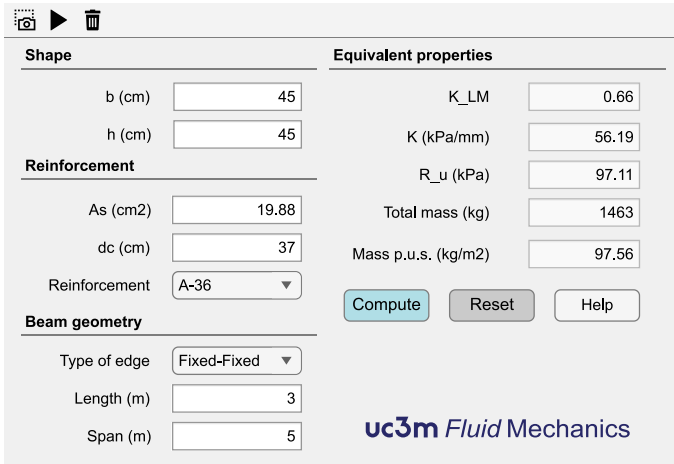 Shape
b (cm) 45
h (cm) 45
Reinforcement
As (cm2) 19.88
dc (cm) 37
Reinforcement A-36
Beam geometry
Type of edge Fixed-Fixed
Length (m) 3
Span (m) 5
Equivalent properties
K_LM 0.66
K (kPa/mm) 56.19
R_u (kPa) 97.11
Total mass (kg) 1463
Mass p.u.s. (kg/m2) 97.56
Compute Reset Help
uc3m Fluid Mechanics